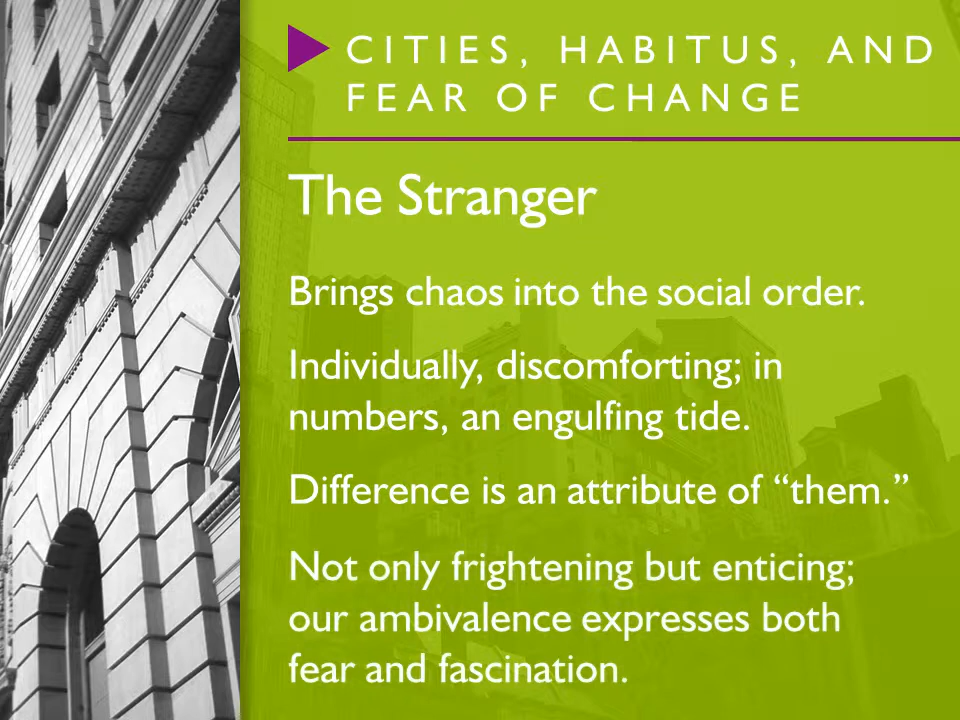 CITIES, HABITUS, AND
FEAR OF CHANGE
The Stranger
Brings chaos into the social order.
Individually, discomforting; in
numbers, an engulfing tide.
Difference is an attribute of “them.”
Not only frightening but enticing;
our ambivalence expresses both
fear and fascination.